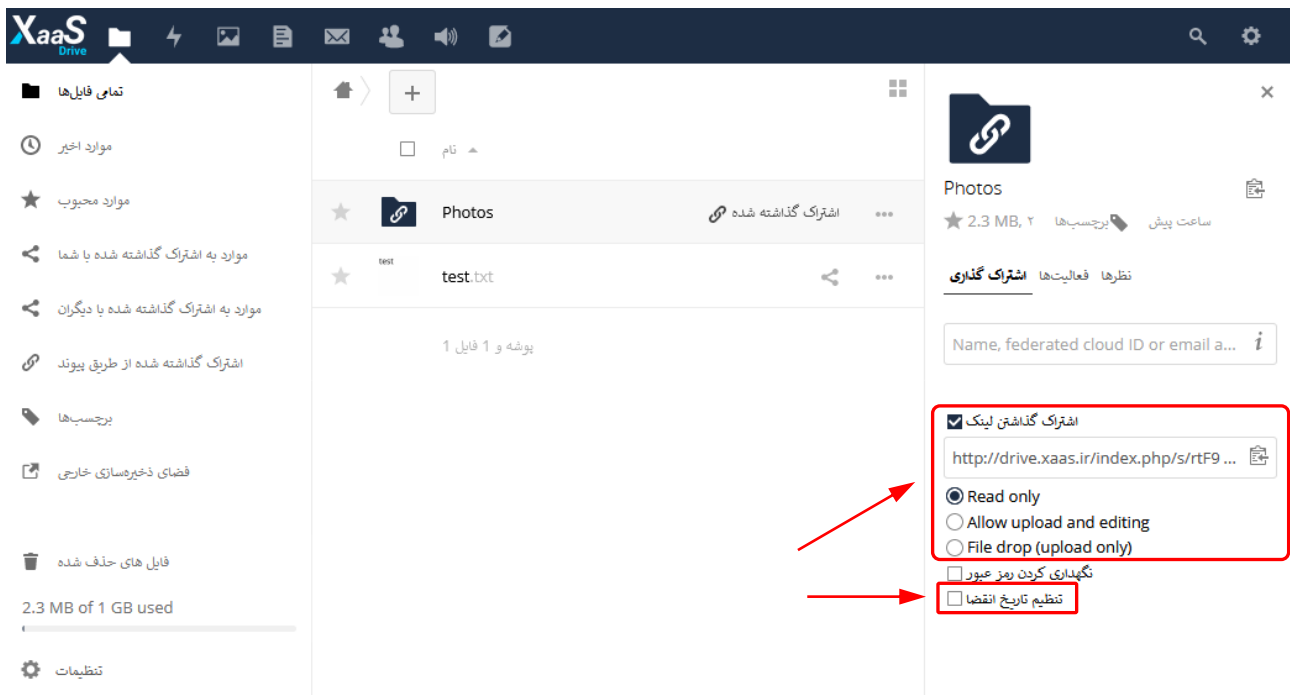 XaaS
Drive
تمامی فایل‌ها
موارد اخیر
موارد محبوب
موارد به اشتراک گذاشته شده با شما
موارد به اشتراک گذاشته شده با دیگران
اشتراک گذاشته شده از طریق پیوند
برچسب‌ها
فضای ذخیره‌سازی خارجی
فایل های حذف شده
2.3 MB of 1 GB used
تنظیمات
نام
Photos
اشتراک گذاشته شده
test
test.txt
پوشه و 1 فایل 1
Photos
2.3 MB, ۲ برچسب‌ها ساعت پیش
اشتراک گذاری فعالیت‌ها نظرها
Name, federated cloud ID or email a...
اشتراک گذاشتن لینک
http://drive.xaas.ir/index.php/s/rtF9 ...
Read only
Allow upload and editing
File drop (upload only)
نگهداری کردن رمز عبور
تنظیم تاریخ انقضا